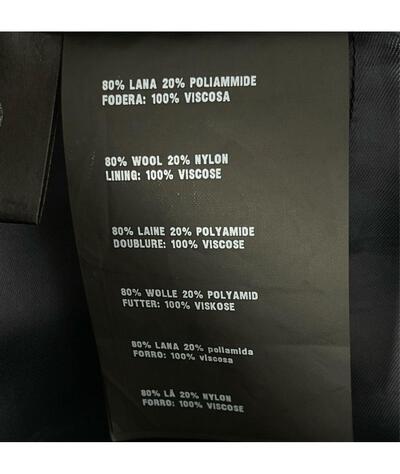 80% LANA 20% POLIAMMIDE
FODERA: 100% VISCOSA
80% WOOL 20% NYLON
LINING: 100% VISCOSE
80% LAINE 20% POLYAMIDE
DOUBLURE: 100% VISCOSE
80% WOLLE 20% POLYAMID
FUTTER: 100% VISKOSE
80% LANA 20% poliamida
FORRO: 100% viscosa
80% LÃ 20% NYLON
FORRO: 100% VISCOSE